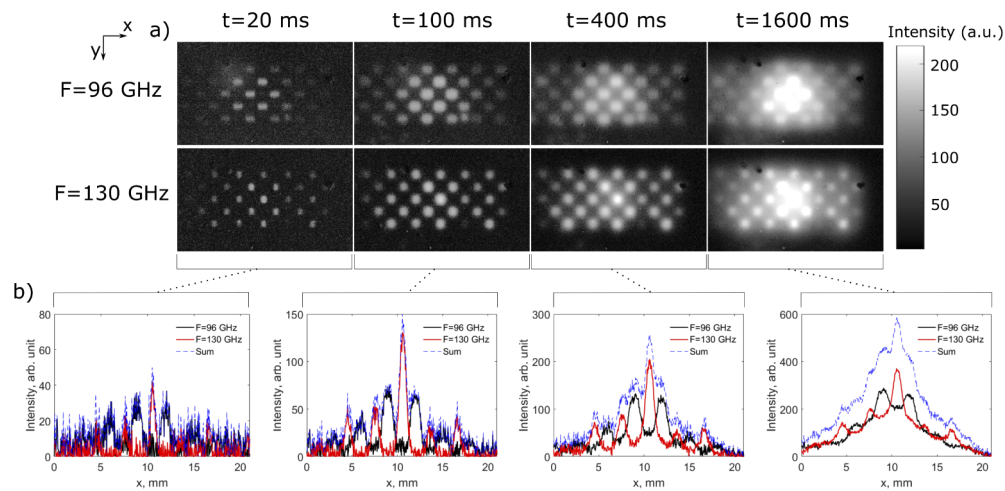 t=20 ms t=100 ms t=400 ms t=1600 ms
x
y
a)
Intensity (a.u.)
F=96 GHz
F=130 GHz
200
150
100
50
b)
Intensity, arb. unit
80
60
40
20
0
F=96 GHz
F=130 GHz
Sum
0 5 10 15 20
x, mm
Intensity, arb. unit
150
100
50
0
F=96 GHz
F=130 GHz
Sum
0 5 10 15 20
x, mm
Intensity, arb. unit
300
200
100
0
F=96 GHz
F=130 GHz
Sum
0 5 10 15 20
x, mm
Intensity, arb. unit
600
400
200
0
F=96 GHz
F=130 GHz
Sum
0 5 10 15 20
x, mm